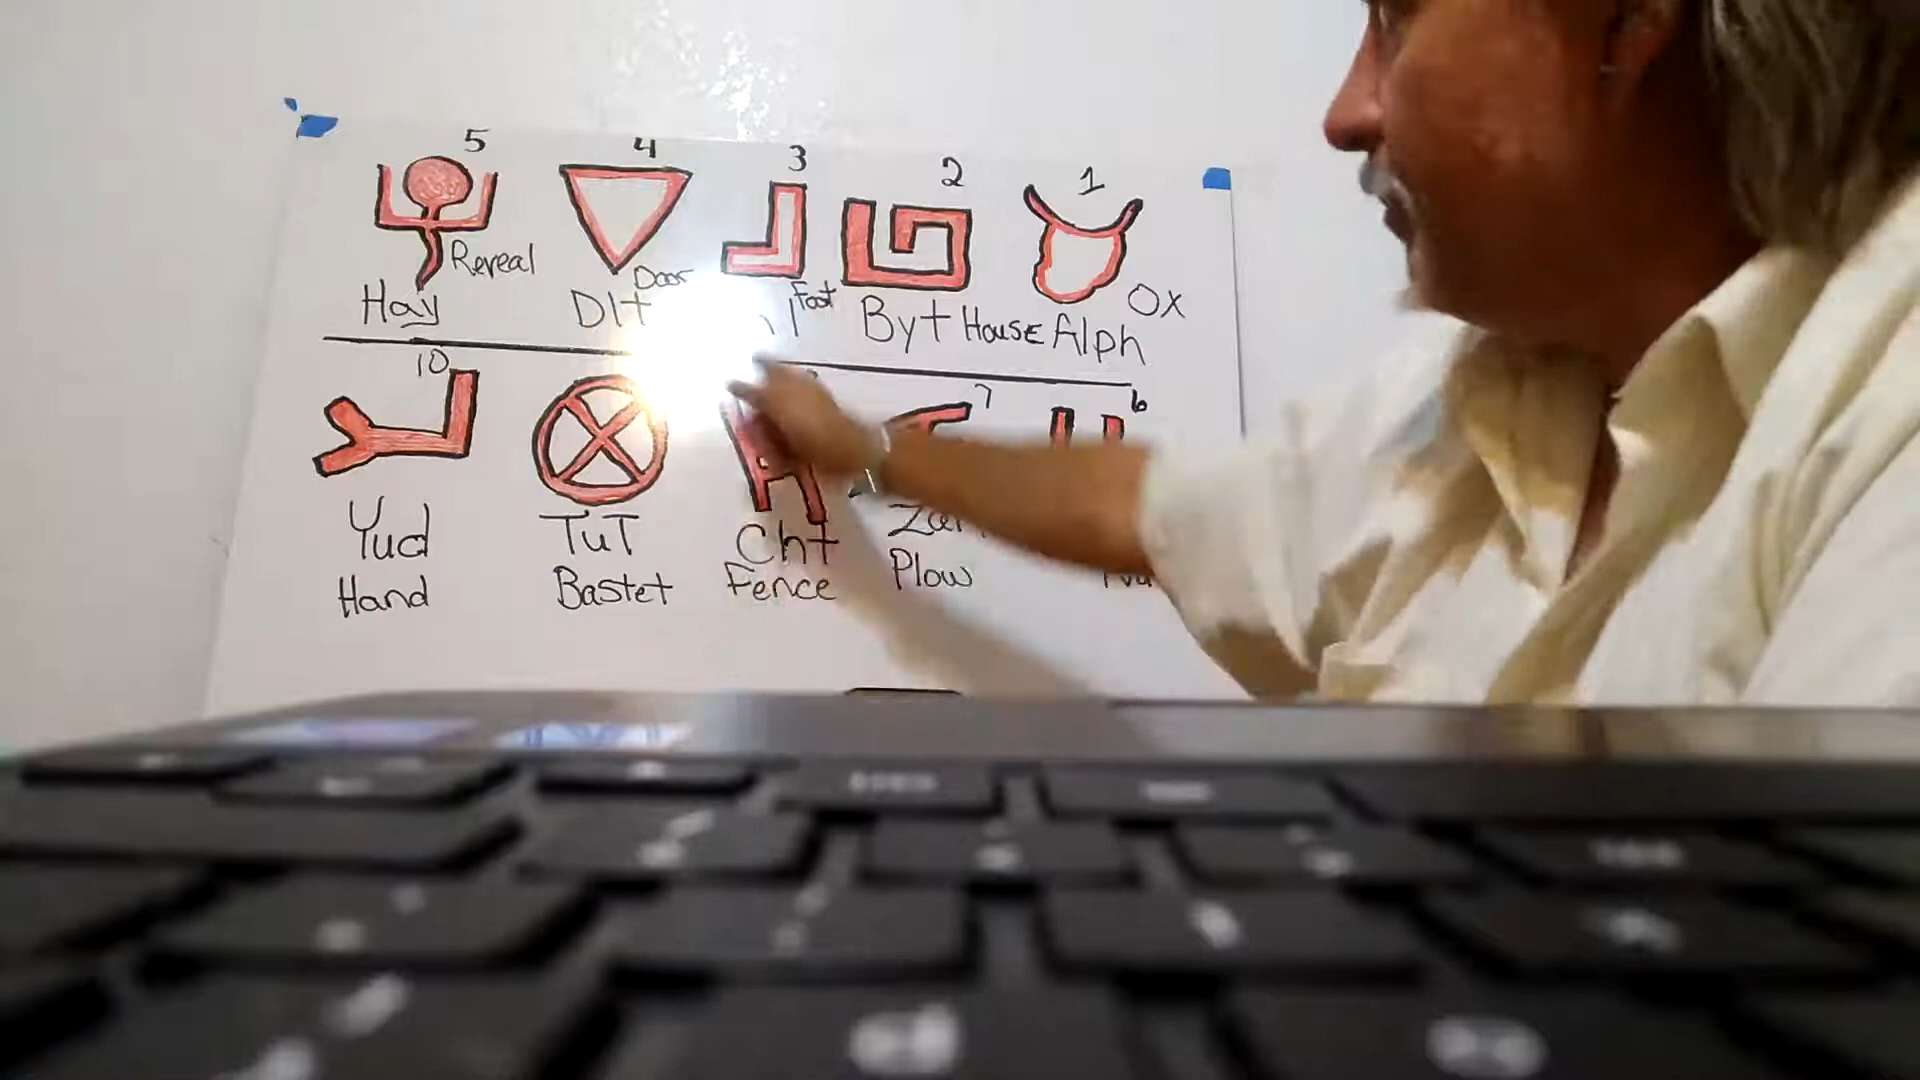 5 4 3 2 1
Reveal Door Foot House Ox
Hay Dlt Byt Alph
10 7 6
Yud TuT Cht
Hand Bastet Fence Plow